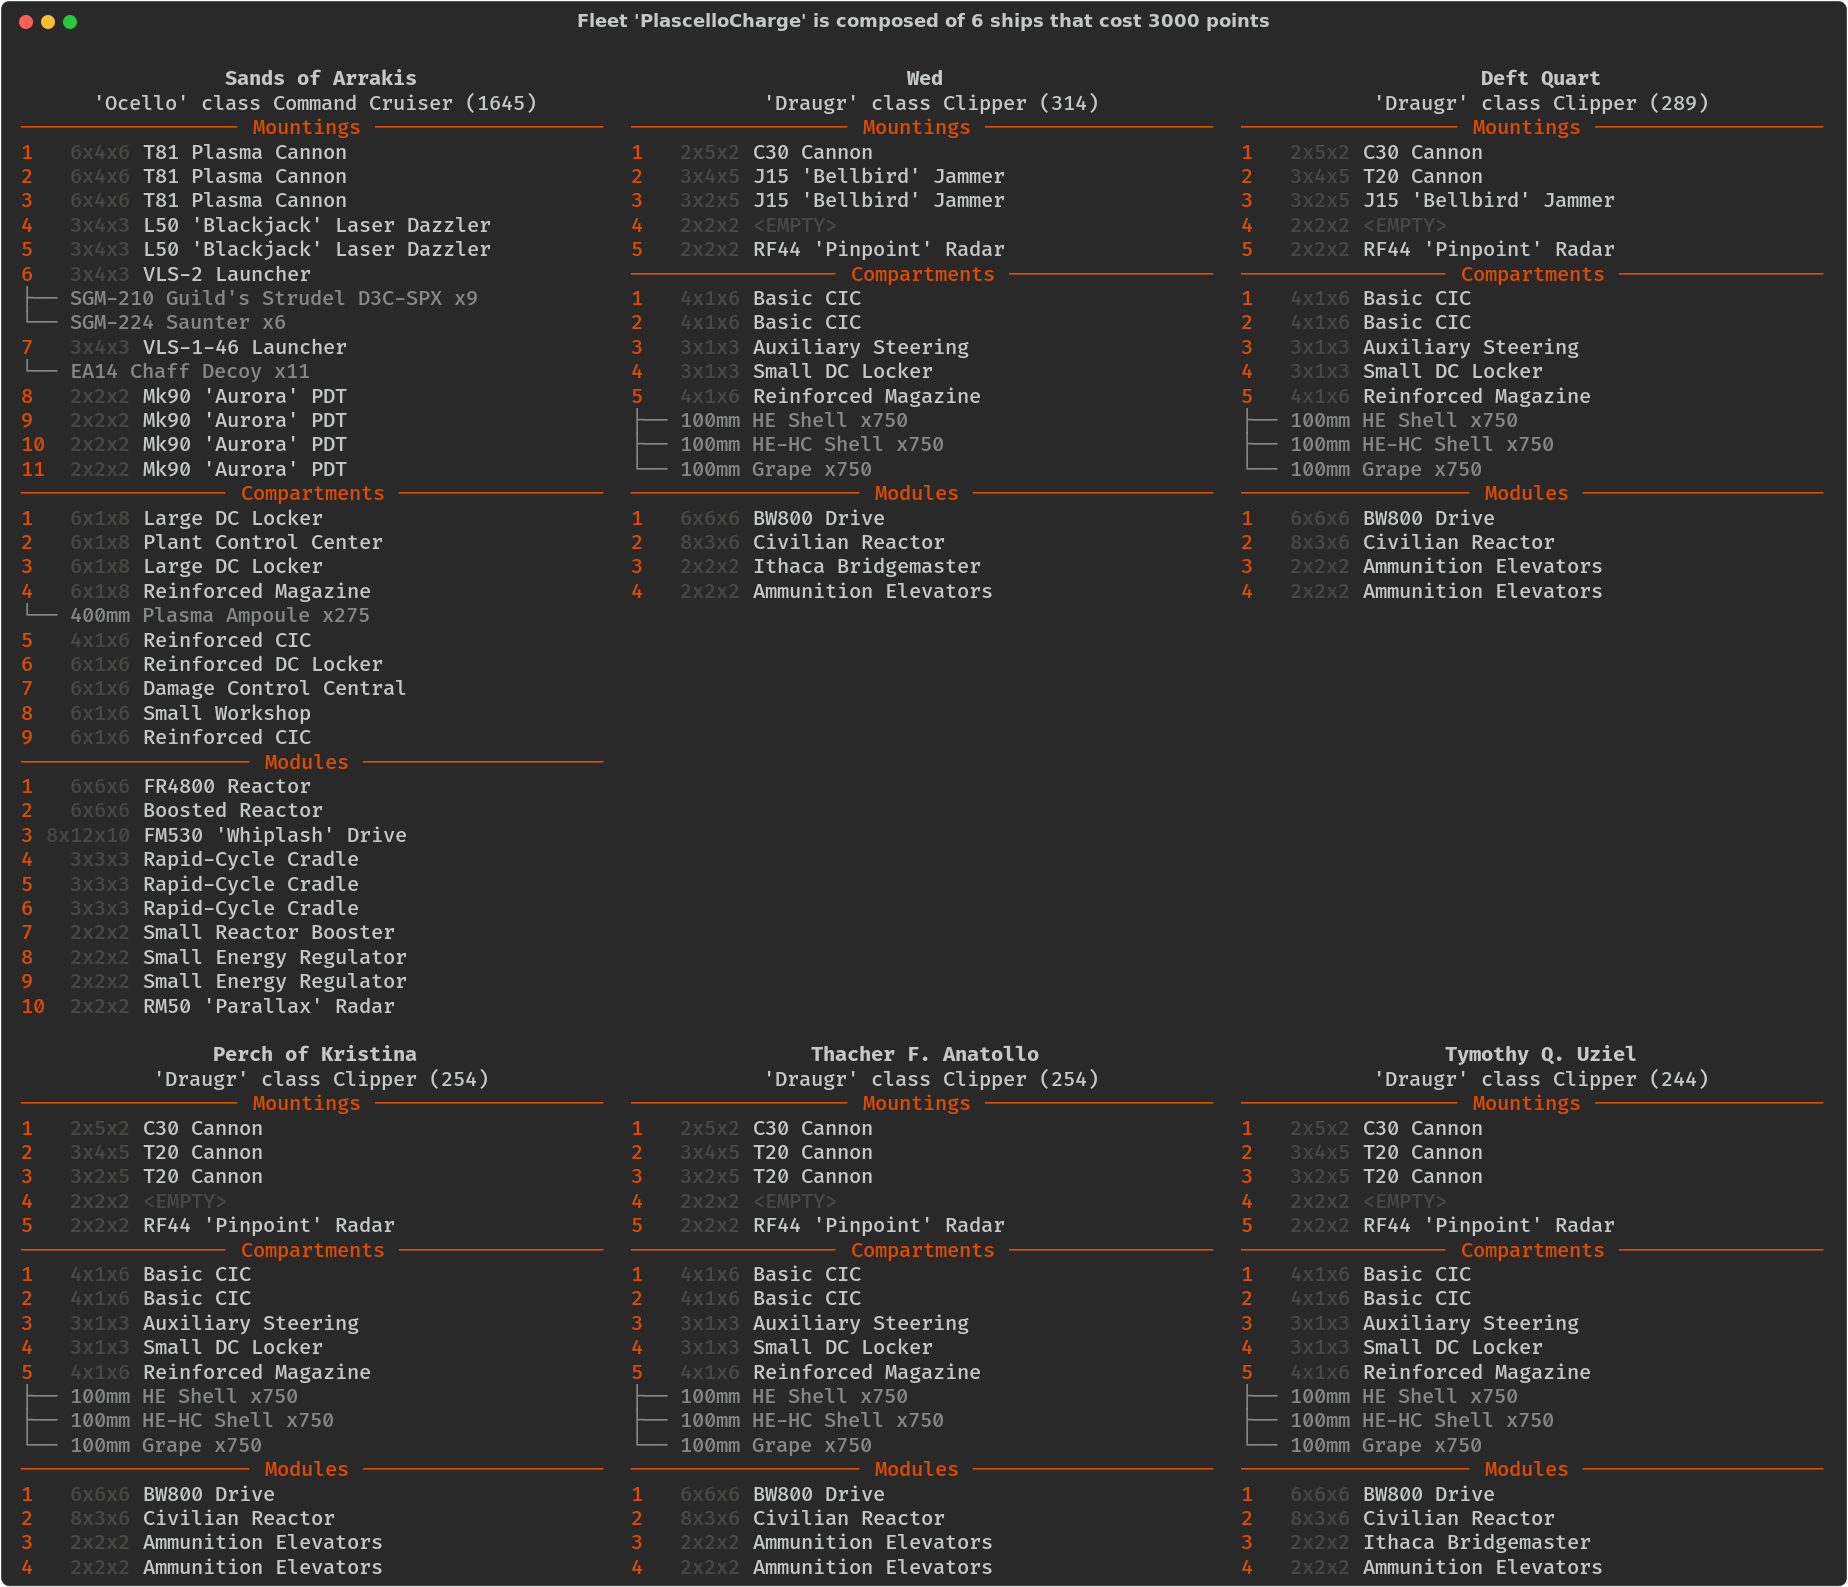 Fleet 'PlascelloCharge' is composed of 6 ships that cost 3000 points
Sands of Arrakis
'Ocello' class Command Cruiser (1645)
Mountings
1 6x4x6 T81 Plasma Cannon
2 6x4x6 T81 Plasma Cannon
3 6x4x6 T81 Plasma Cannon
4 3x4x3 L50 'Blackjack' Laser Dazzler
5 3x4x3 L50 'Blackjack' Laser Dazzler
6 3x4x3 VLS-2 Launcher
SGM-210 Guild's Strudel D3C-SPX x9
SGM-224 Saunter x6
7 3x4x3 VLS-1-46 Launcher
EA14 Chaff Decoy x11
8 2x2x2 Mk90 'Aurora' PDT
9 2x2x2 Mk90 'Aurora' PDT
10 2x2x2 Mk90 'Aurora' PDT
11 2x2x2 Mk90 'Aurora' PDT
Compartments
1 6x1x8 Large DC Locker
2 6x1x8 Plant Control Center
3 6x1x8 Large DC Locker
4 6x1x8 Reinforced Magazine
400mm Plasma Ampoule x275
5 4x1x6 Reinforced CIC
6 6x1x6 Reinforced DC Locker
7 6x1x6 Damage Control Central
8 6x1x6 Small Workshop
9 6x1x6 Reinforced CIC
Modules
1 6x6x6 FR4800 Reactor
2 6x6x6 Boosted Reactor
3 8x12x10 FM530 'Whiplash' Drive
4 3x3x3 Rapid-Cycle Cradle
5 3x3x3 Rapid-Cycle Cradle
6 3x3x3 Rapid-Cycle Cradle
7 2x2x2 Small Reactor Booster
8 2x2x2 Small Energy Regulator
9 2x2x2 Small Energy Regulator
10 2x2x2 RM50 'Parallax' Radar
Wed
'Draugr' class Clipper (314)
Mountings
1 2x5x2 C30 Cannon
2 3x4x5 J15 'Bellbird' Jammer
3 3x2x5 J15 'Bellbird' Jammer
4 2x2x2 <EMPTY>
5 2x2x2 RF44 'Pinpoint' Radar
Compartments
1 4x1x6 Basic CIC
2 4x1x6 Basic CIC
3 3x1x3 Auxiliary Steering
4 3x1x3 Small DC Locker
5 4x1x6 Reinforced Magazine
100mm HE Shell x750
100mm HE-HC Shell x750
100mm Grape x750
Modules
1 6x6x6 BW800 Drive
2 8x3x6 Civilian Reactor
3 2x2x2 Ithaca Bridgemaster
4 2x2x2 Ammunition Elevators
Deft Quart
'Draugr' class Clipper (289)
Mountings
1 2x5x2 C30 Cannon
2 3x4x5 T20 Cannon
3 3x2x5 J15 'Bellbird' Jammer
4 2x2x2 <EMPTY>
5 2x2x2 RF44 'Pinpoint' Radar
Compartments
1 4x1x6 Basic CIC
2 4x1x6 Basic CIC
3 3x1x3 Auxiliary Steering
4 3x1x3 Small DC Locker
5 4x1x6 Reinforced Magazine
100mm HE Shell x750
100mm HE-HC Shell x750
100mm Grape x750
Modules
1 6x6x6 BW800 Drive
2 8x3x6 Civilian Reactor
3 2x2x2 Ammunition Elevators
4 2x2x2 Ammunition Elevators
Perch of Kristina
'Draugr' class Clipper (254)
Mountings
1 2x5x2 C30 Cannon
2 3x4x5 T20 Cannon
3 3x2x5 T20 Cannon
4 2x2x2 <EMPTY>
5 2x2x2 RF44 'Pinpoint' Radar
Compartments
1 4x1x6 Basic CIC
2 4x1x6 Basic CIC
3 3x1x3 Auxiliary Steering
4 3x1x3 Small DC Locker
5 4x1x6 Reinforced Magazine
100mm HE Shell x750
100mm HE-HC Shell x750
100mm Grape x750
Modules
1 6x6x6 BW800 Drive
2 8x3x6 Civilian Reactor
3 2x2x2 Ammunition Elevators
4 2x2x2 Ammunition Elevators
Thacher F. Anatollo
'Draugr' class Clipper (254)
Mountings
1 2x5x2 C30 Cannon
2 3x4x5 T20 Cannon
3 3x2x5 T20 Cannon
4 2x2x2 <EMPTY>
5 2x2x2 RF44 'Pinpoint' Radar
Compartments
1 4x1x6 Basic CIC
2 4x1x6 Basic CIC
3 3x1x3 Auxiliary Steering
4 3x1x3 Small DC Locker
5 4x1x6 Reinforced Magazine
100mm HE Shell x750
100mm HE-HC Shell x750
100mm Grape x750
Modules
1 6x6x6 BW800 Drive
2 8x3x6 Civilian Reactor
3 2x2x2 Ammunition Elevators
4 2x2x2 Ammunition Elevators
Tymothy Q. Uziel
'Draugr' class Clipper (244)
Mountings
1 2x5x2 C30 Cannon
2 3x4x5 T20 Cannon
3 3x2x5 T20 Cannon
4 2x2x2 <EMPTY>
5 2x2x2 RF44 'Pinpoint' Radar
Compartments
1 4x1x6 Basic CIC
2 4x1x6 Basic CIC
3 3x1x3 Auxiliary Steering
4 3x1x3 Small DC Locker
5 4x1x6 Reinforced Magazine
100mm HE Shell x750
100mm HE-HC Shell x750
100mm Grape x750
Modules
1 6x6x6 BW800 Drive
2 8x3x6 Civilian Reactor
3 2x2x2 Ithaca Bridgemaster
4 2x2x2 Ammunition Elevators